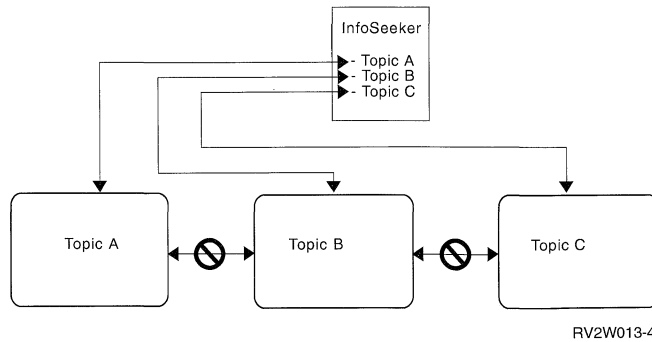 InfoSeeker
- Topic A
- Topic B
- Topic C
Topic A
Topic B
Topic C
RV2W013-4